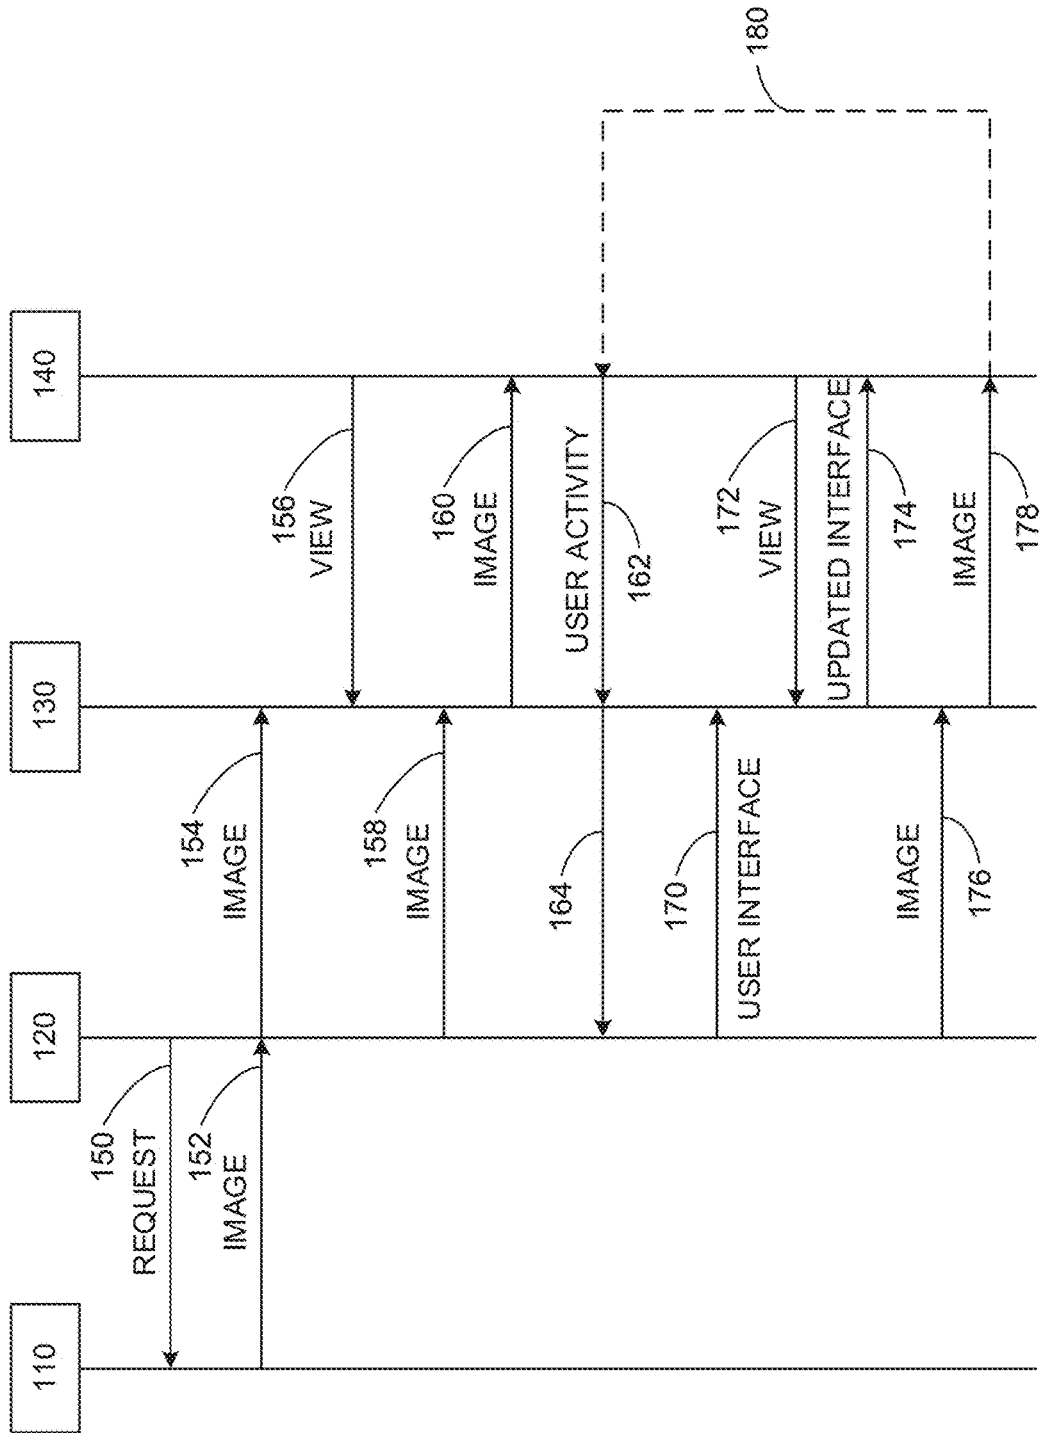 110
120
130
140
150
REQUEST
152
IMAGE
154
IMAGE
156
VIEW
158
IMAGE
160
IMAGE
USER ACTIVITY
162
164
170
USER INTERFACE
172
VIEW
UPDATED INTERFACE
174
IMAGE
176
IMAGE
178
180